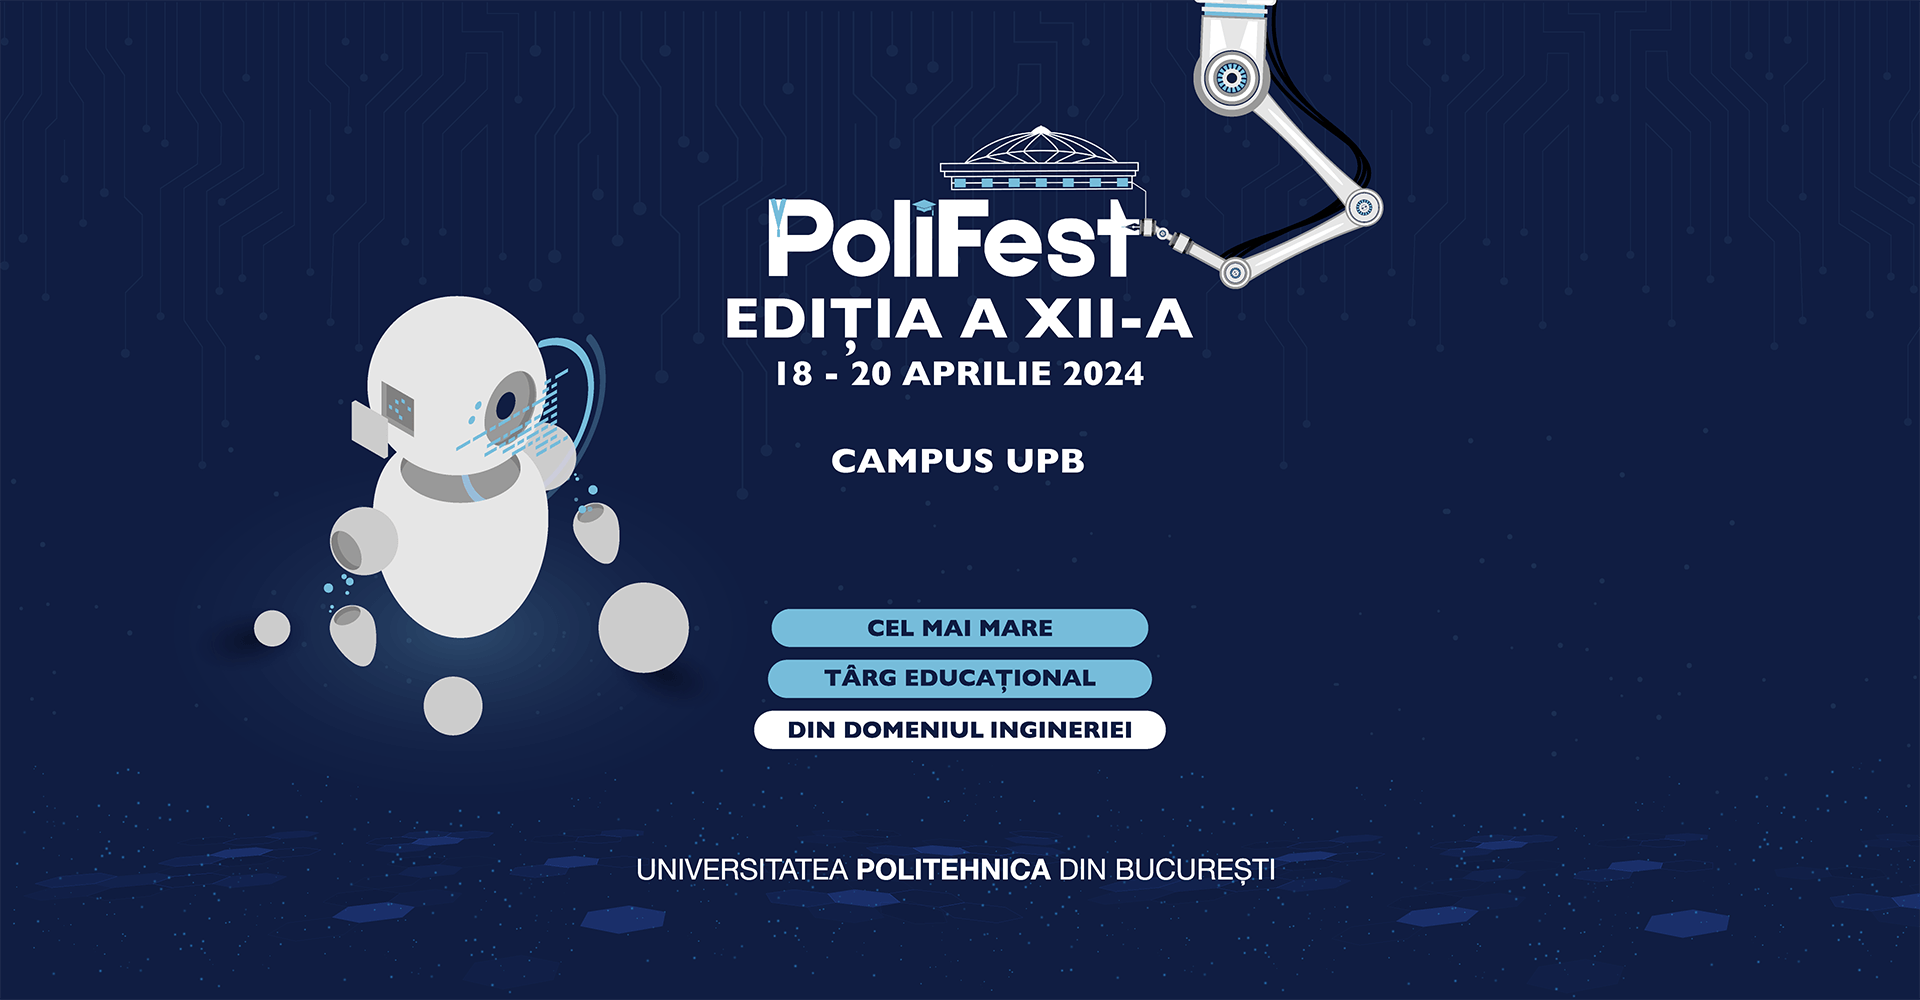 PoliFest
EDIȚIA A XII-A
18 - 20 APRILIE 2024
CAMPUS UPB
CEL MAI MARE
TÂRG EDUCAȚIONAL
DIN DOMENIUL INGINERIEI
UNIVERSITATEA POLITEHNICA DIN BUCUREȘTI